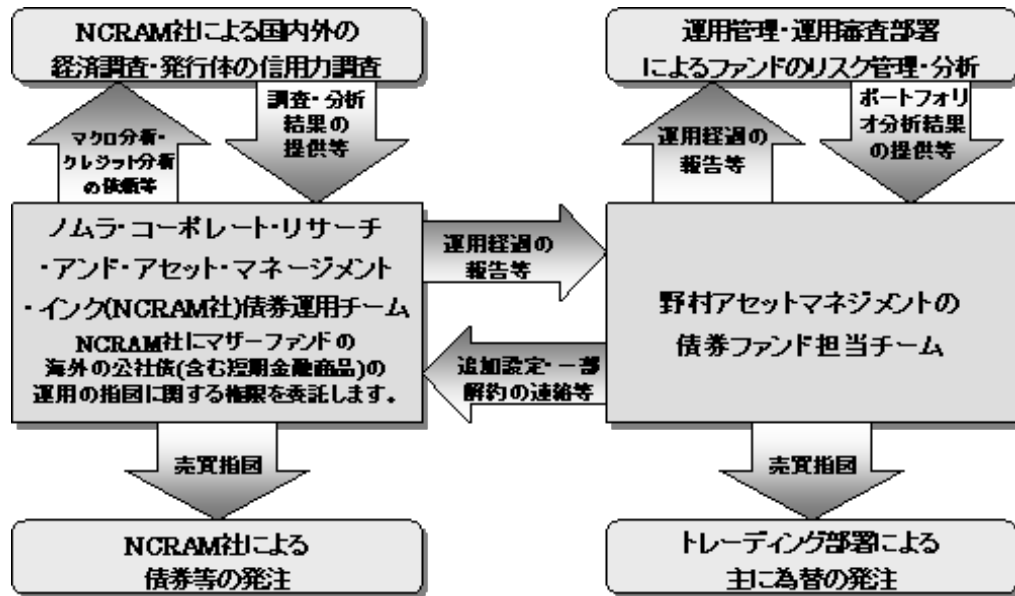 NCRAM社による国内外の
経済調査・発行体の信用力調査
運用管理・運用審査部署
によるファンドのリスク管理・分析
マクロ分析・
クレジット分析
の依頼等
調査・分析
結果の
提供等
運用経過の
報告等
ポートフォリ
オ分析結果
の提供等
ノムラ・コーポレート・リサーチ
・アンド・アセット・マネージメント
・インク(NCRAM社)債券運用チーム
NCRAM社にマザーファンドの
海外の公社債(含む短期金融商品)の
運用の指図に関する権限を委託します。
運用経過の
報告等
追加設定・一部
解約の連絡等
野村アセットマネジメントの
債券ファンド担当チーム
売買指図
売買指図
NCRAM社による
債券等の発注
トレーディング部署による
主に為替の発注